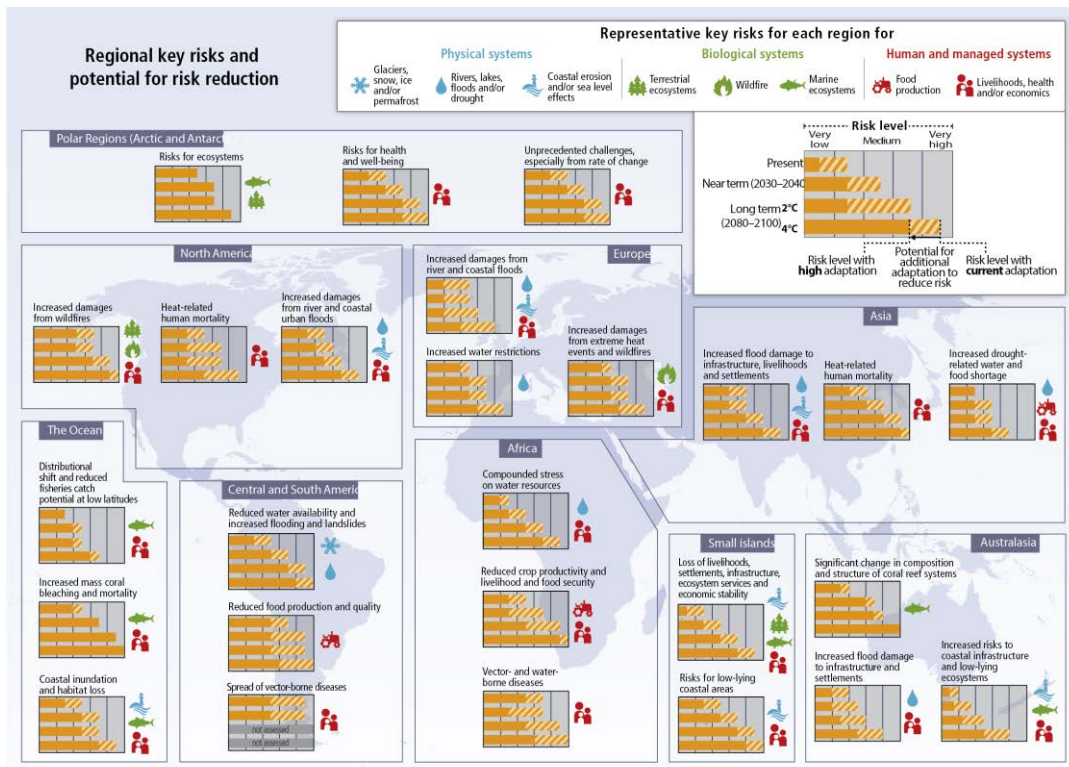 Regional key risks and
potential for risk reduction
Representative key risks for each region for
Physical systems
Biological systems
Human and managed systems
Glaciers,
snow, ice
and/or
permafrost
Rivers, lakes,
floods and/or
drought
Coastal erosion
and/or sea level
effects
Terrestrial
ecosystems
Wildfire
Marine
ecosystems
Food
production
Livelihoods, health
and/or economics
Risk level
Very
low
Medium
Very
high
Present
Near term (2030–2040
Long term 2°C
(2080–2100)
4°C
Risk level with
high adaptation
Potential for
additional
adaptation to
reduce risk
Risk level with
current adaptation
Polar Regions (Arctic and Antarctic
Risks for ecosystems
Risks for health
and well-being
Unprecedented challenges,
especially from rate of change
North America
Increased damages
from wildfires
Heat-related
human mortality
Increased damages
from river and coastal
urban floods
Europe
Increased damages from
river and coastal floods
Increased water restrictions
Increased damages
from extreme heat
events and wildfires
Asia
Increased flood damage to
infrastructure, livelihoods
and settlements
Heat-related
human mortality
Increased drought-
related water and
food shortage
The Ocean
Distributional
shift and reduced
fisheries catch
potential at low latitudes
Increased mass coral
bleaching and mortality
Coastal inundation
and habitat loss
Central and South America
Reduced water availability and
increased flooding and landslides
Reduced food production and quality
Spread of vector-borne diseases
not assessed
not assessed
Africa
Compounded stress
on water resources
Reduced crop productivity and
livelihood and food security
Vector- and water-
borne diseases
Small islands
Loss of livelihoods,
settlements, infrastructure,
ecosystem services and
economic stability
Risks for low-lying
coastal areas
Australasia
Significant change in composition
and structure of coral reef systems
Increased flood damage
to infrastructure and
settlements
Increased risks to
coastal infrastructure
and low-lying
ecosystems